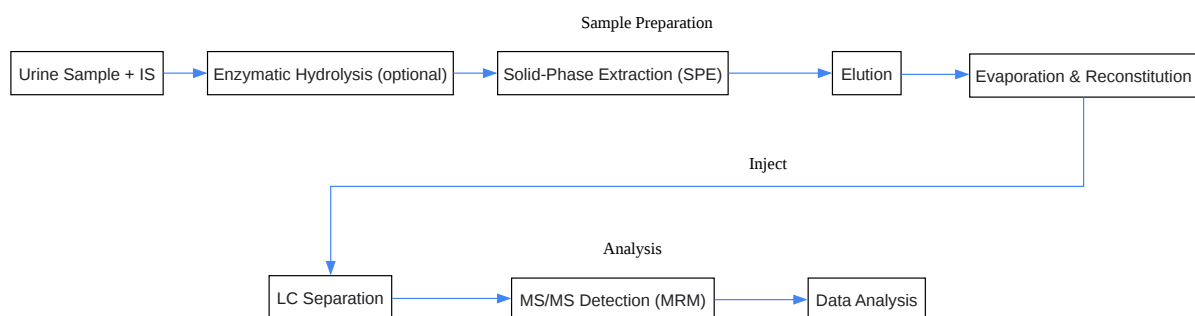 Sample Preparation
Urine Sample + IS
Enzymatic Hydrolysis (optional)
Solid-Phase Extraction (SPE)
Elution
Evaporation & Reconstitution
Inject
Analysis
LC Separation
MS/MS Detection (MRM)
Data Analysis